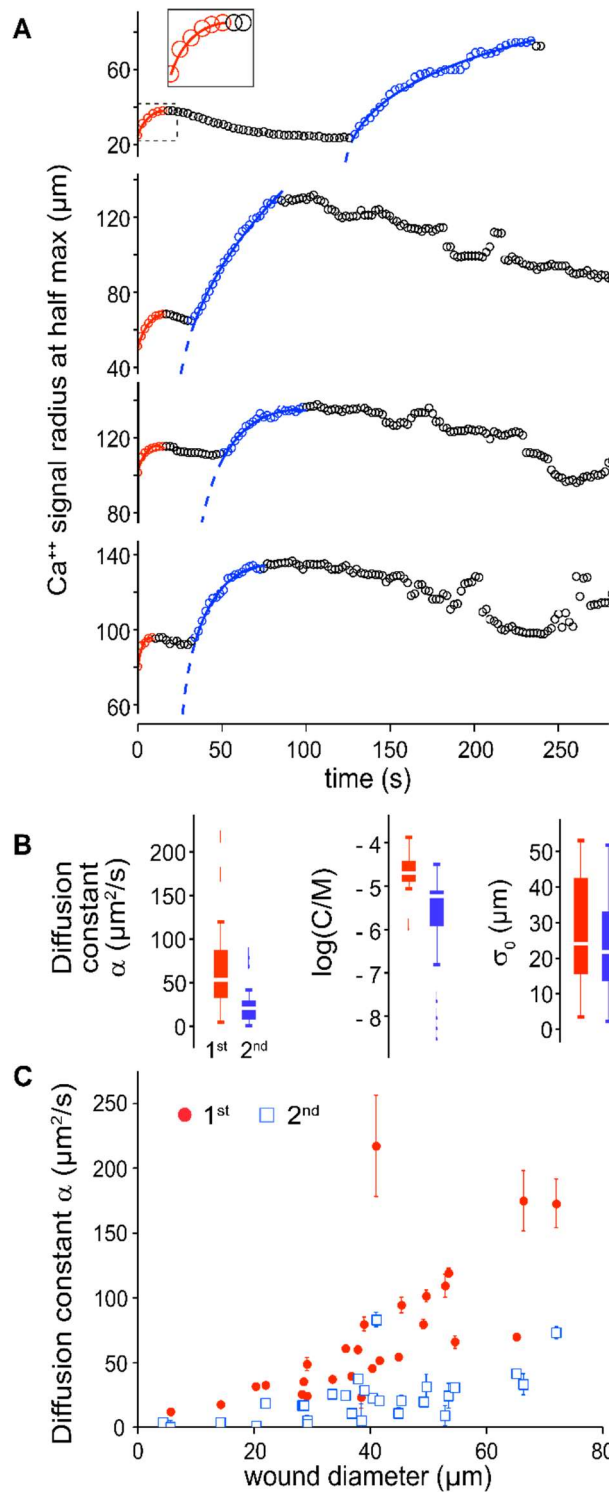 A
Ca⁺⁺ signal radius at half max (µm)
60
20
120
80
40
120
80
140
100
60
0 50 100 150 200 250
time (s)
B
Diffusion
constant
α (µm²/s)
200
150
100
50
0
1ˢᵗ 2ⁿᵈ
log(C/M)
- 4
- 5
- 6
- 7
- 8
σ₀ (µm)
50
40
30
20
10
0
C
Diffusion constant α (µm²/s)
1ˢᵗ 2ⁿᵈ
250
200
150
100
50
0
0 20 40 60 80
wound diameter (µm)